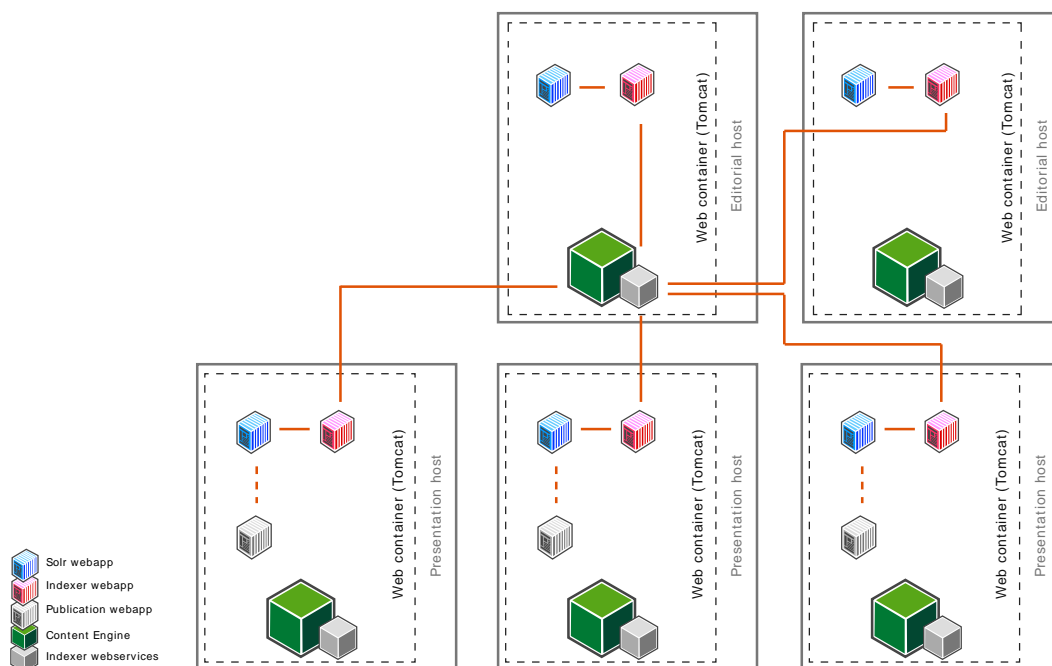 Web container (Tomcat)
Editorial host
Web container (Tomcat)
Editorial host
Web container (Tomcat)
Presentation host
Web container (Tomcat)
Presentation host
Web container (Tomcat)
Presentation host
Solr webapp
Indexer webapp
Publication webapp
Content Engine
Indexer webservices